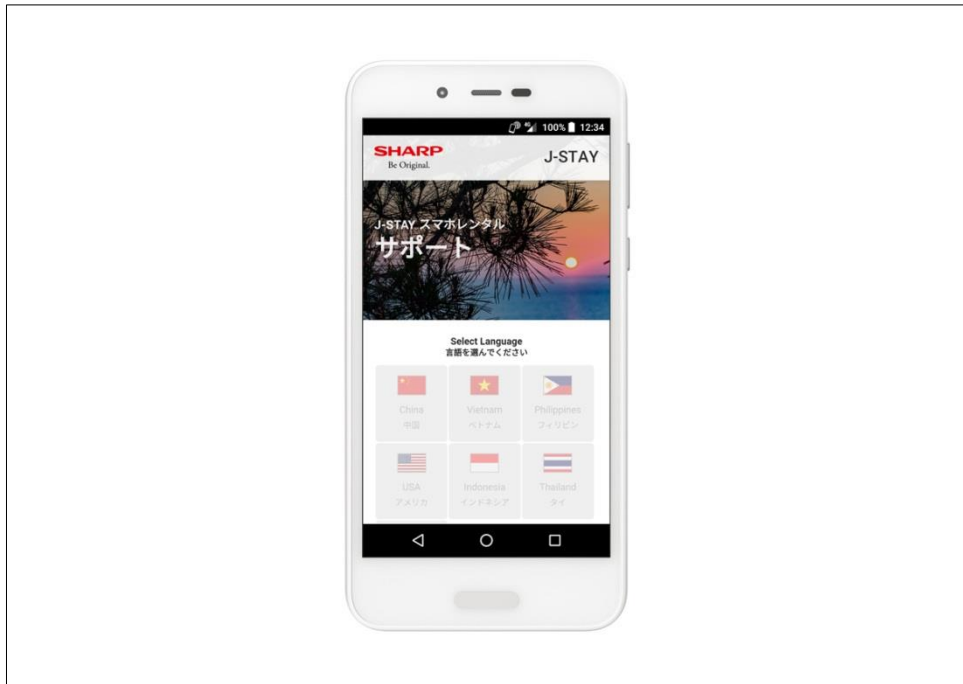 4G 100% 12:34
SHARP
Be Original.
J-STAY
J-STAY スマホレンタル
サポート
Select Language
言語を選んでください
China
中国
Vietnam
ベトナム
Philippines
フィリピン
USA
アメリカ
Indonesia
インドネシア
Thailand
タイ